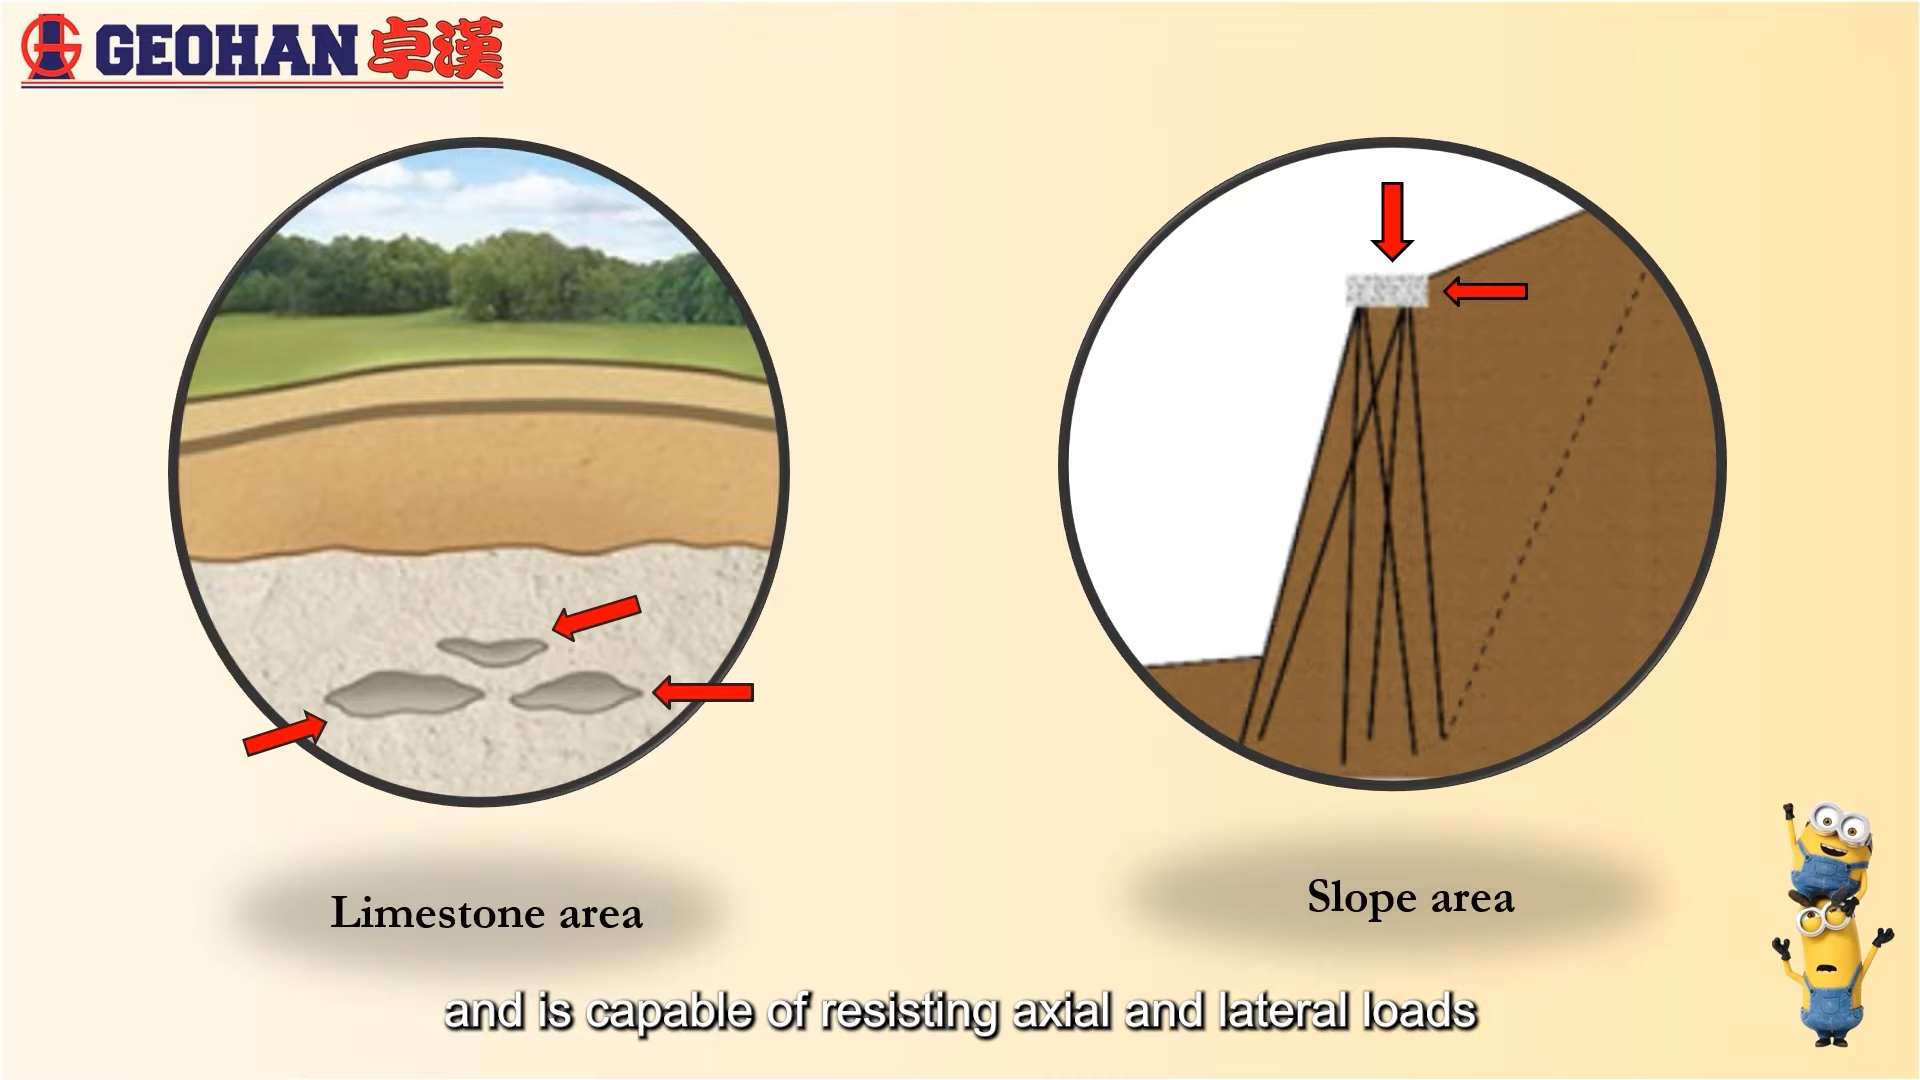 GEOHAN 卓漢
Limestone area
Slope area
and is capable of resisting axial and lateral loads